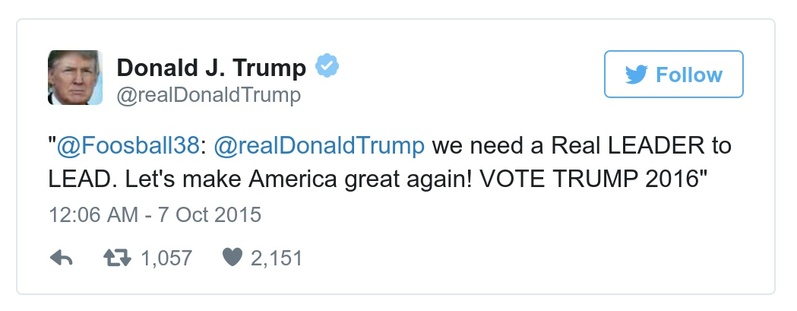 Donald J. Trump
Follow
@realDonaldTrump
"@Foosball38: @realDonaldTrump we need a Real LEADER to
LEAD. Let's make America great again! VOTE TRUMP 2016"
12:06 AM - 7 Oct 2015
1,057 2,151